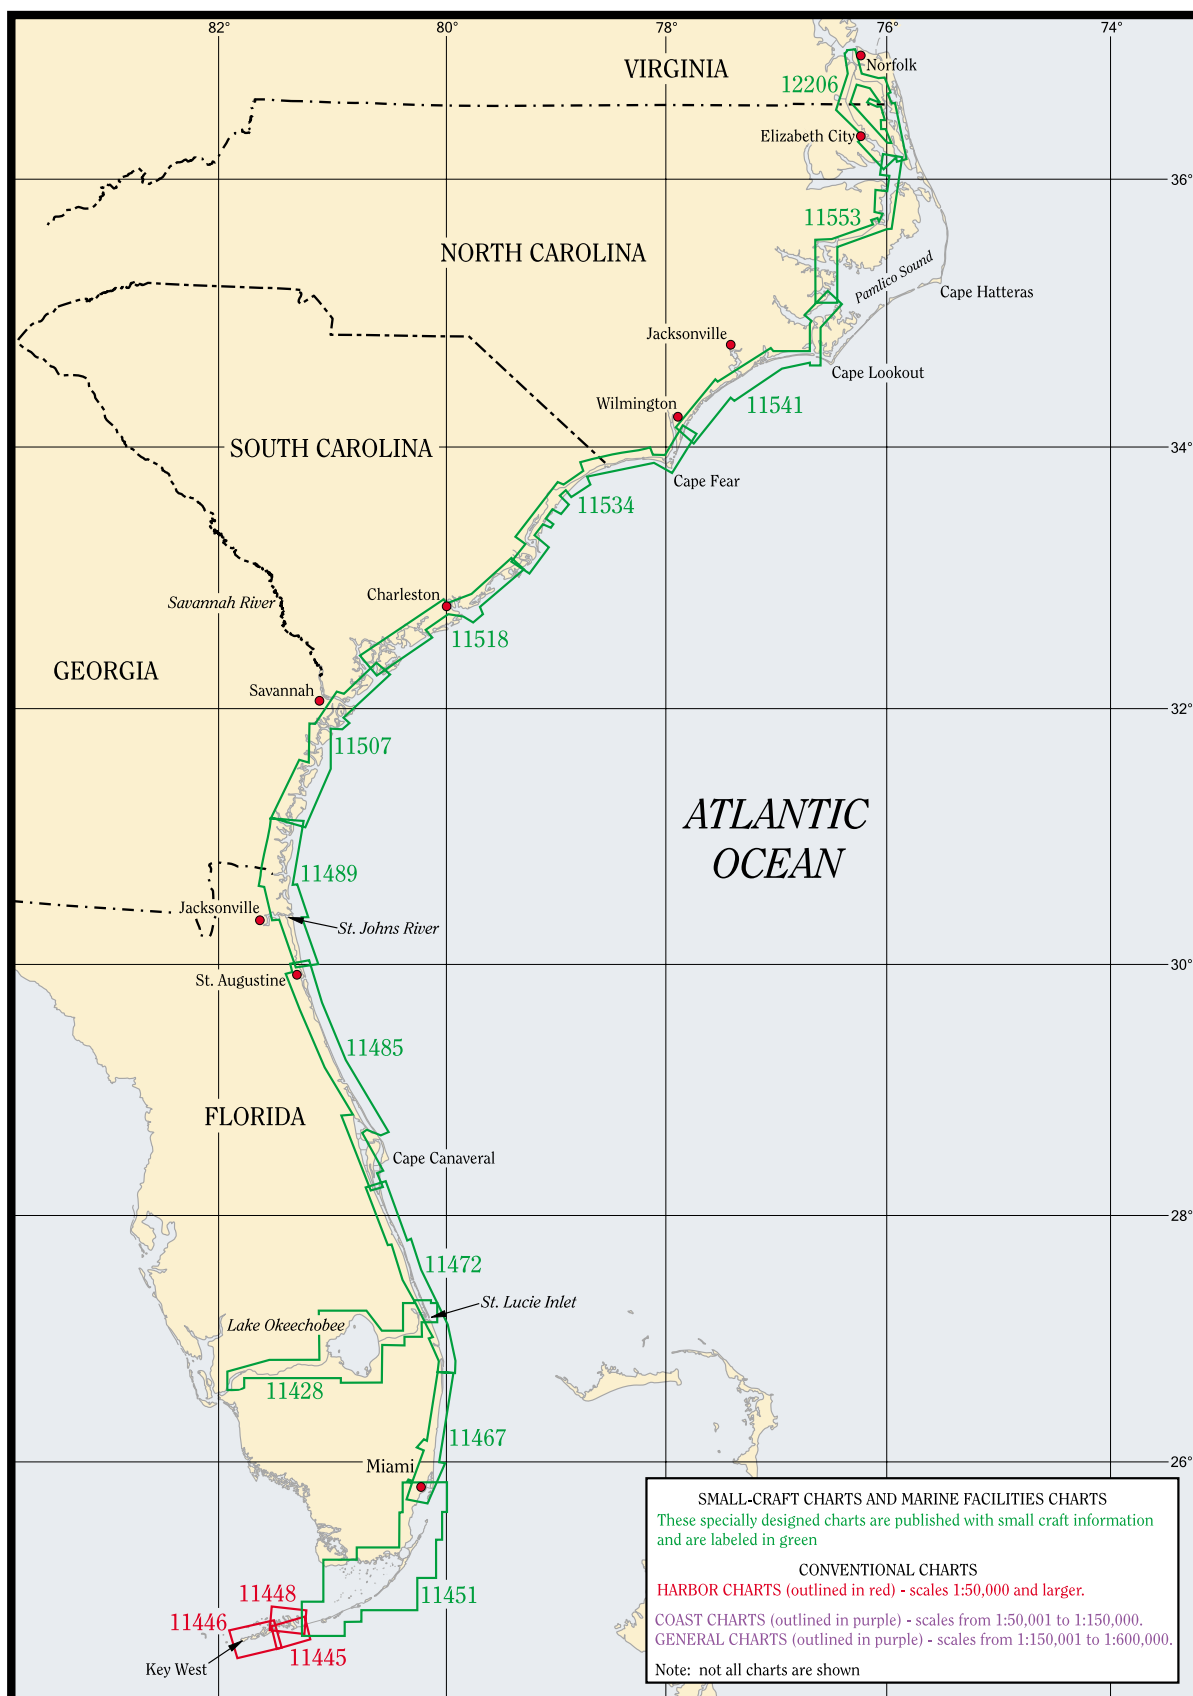 82°
80°
78°
76°
74°
VIRGINIA
Norfolk
12206
Elizabeth City
36°
11553
NORTH CAROLINA
Pamlico Sound
Cape Hatteras
Jacksonville
Cape Lookout
Wilmington
11541
SOUTH CAROLINA
34°
Cape Fear
11534
Charleston
Savannah River
11518
GEORGIA
Savannah
32°
11507
ATLANTIC
OCEAN
11489
Jacksonville
St. Johns River
30°
St. Augustine
11485
FLORIDA
Cape Canaveral
28°
11472
St. Lucie Inlet
Lake Okeechobee
11428
11467
Miami
26°
11451
11448
11446
11445
Key West
SMALL-CRAFT CHARTS AND MARINE FACILITIES CHARTS
These specially designed charts are published with small craft information
and are labeled in green
CONVENTIONAL CHARTS
HARBOR CHARTS (outlined in red) - scales 1:50,000 and larger.
COAST CHARTS (outlined in purple) - scales from 1:50,001 to 1:150,000.
GENERAL CHARTS (outlined in purple) - scales from 1:150,001 to 1:600,000.
Note: not all charts are shown